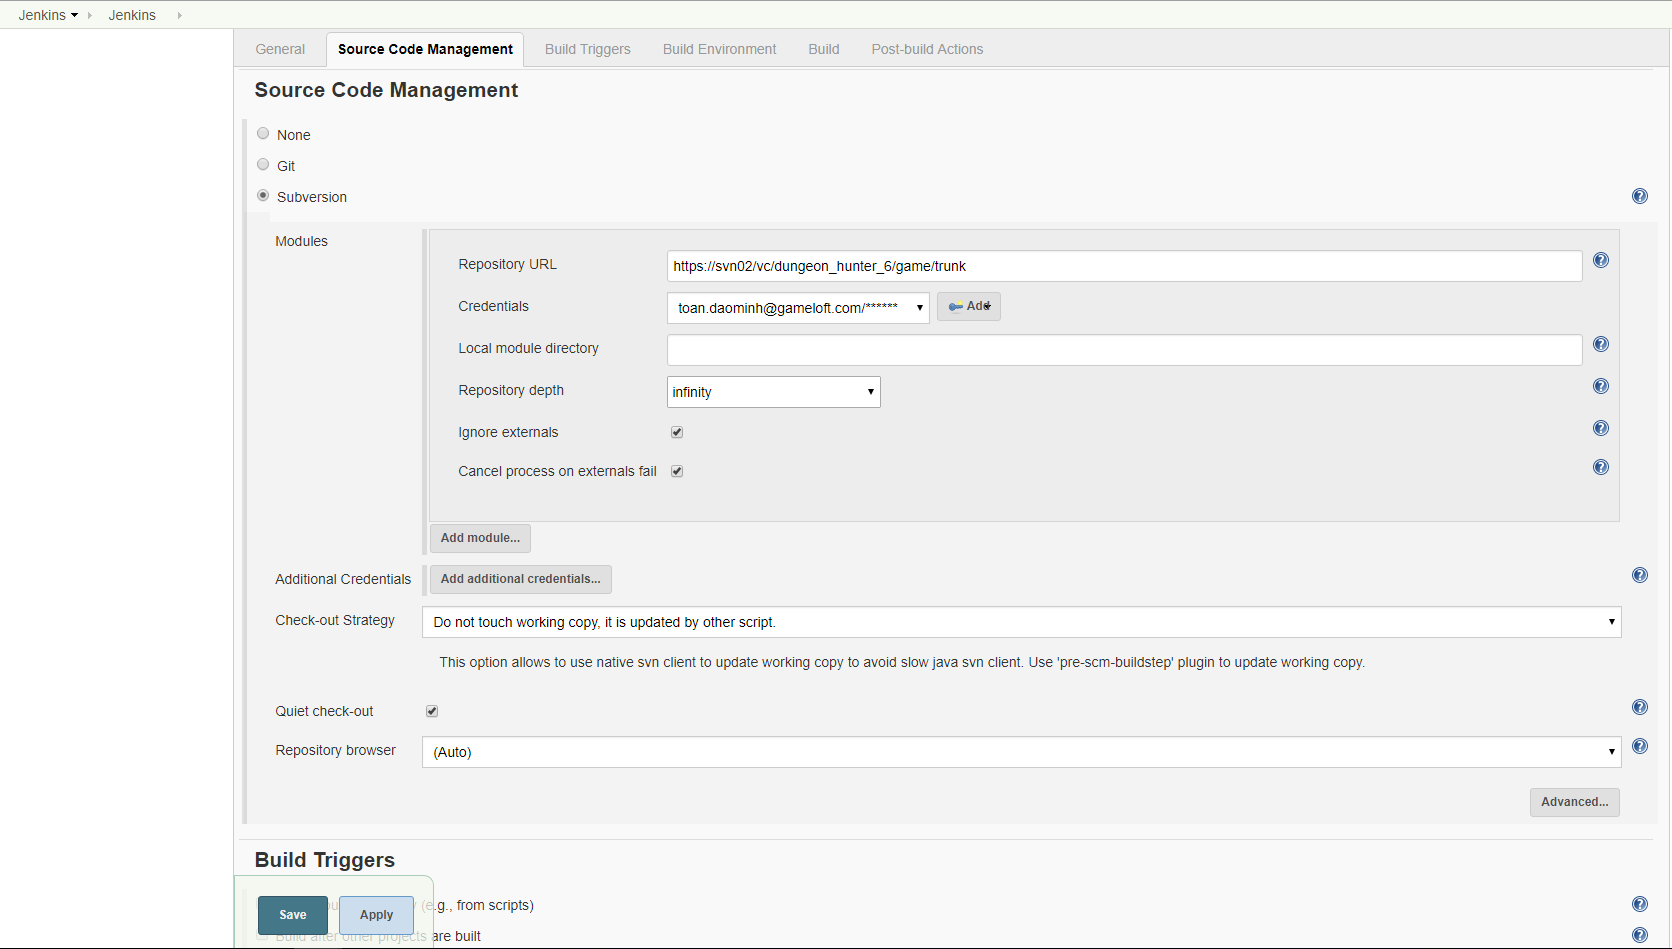 Jenkins Jenkins
General Source Code Management Build Triggers Build Environment Build Post-build Actions
Source Code Management
None
Git
Subversion
Modules
Repository URL https://svn02/vc/dungeon_hunter_6/game/trunk
Credentials toan.daominh@gameloft.com/****** Add
Local module directory
Repository depth infinity
Ignore externals
Cancel process on externals fail
Add module...
Additional Credentials Add additional credentials...
Check-out Strategy Do not touch working copy, it is updated by other script.
This option allows to use native svn client to update working copy to avoid slow java svn client. Use 'pre-scm-buildstep' plugin to update working copy.
Quiet check-out
Repository browser (Auto)
Advanced...
Build Triggers
Save Apply (e.g., from scripts)
Build after other projects are built